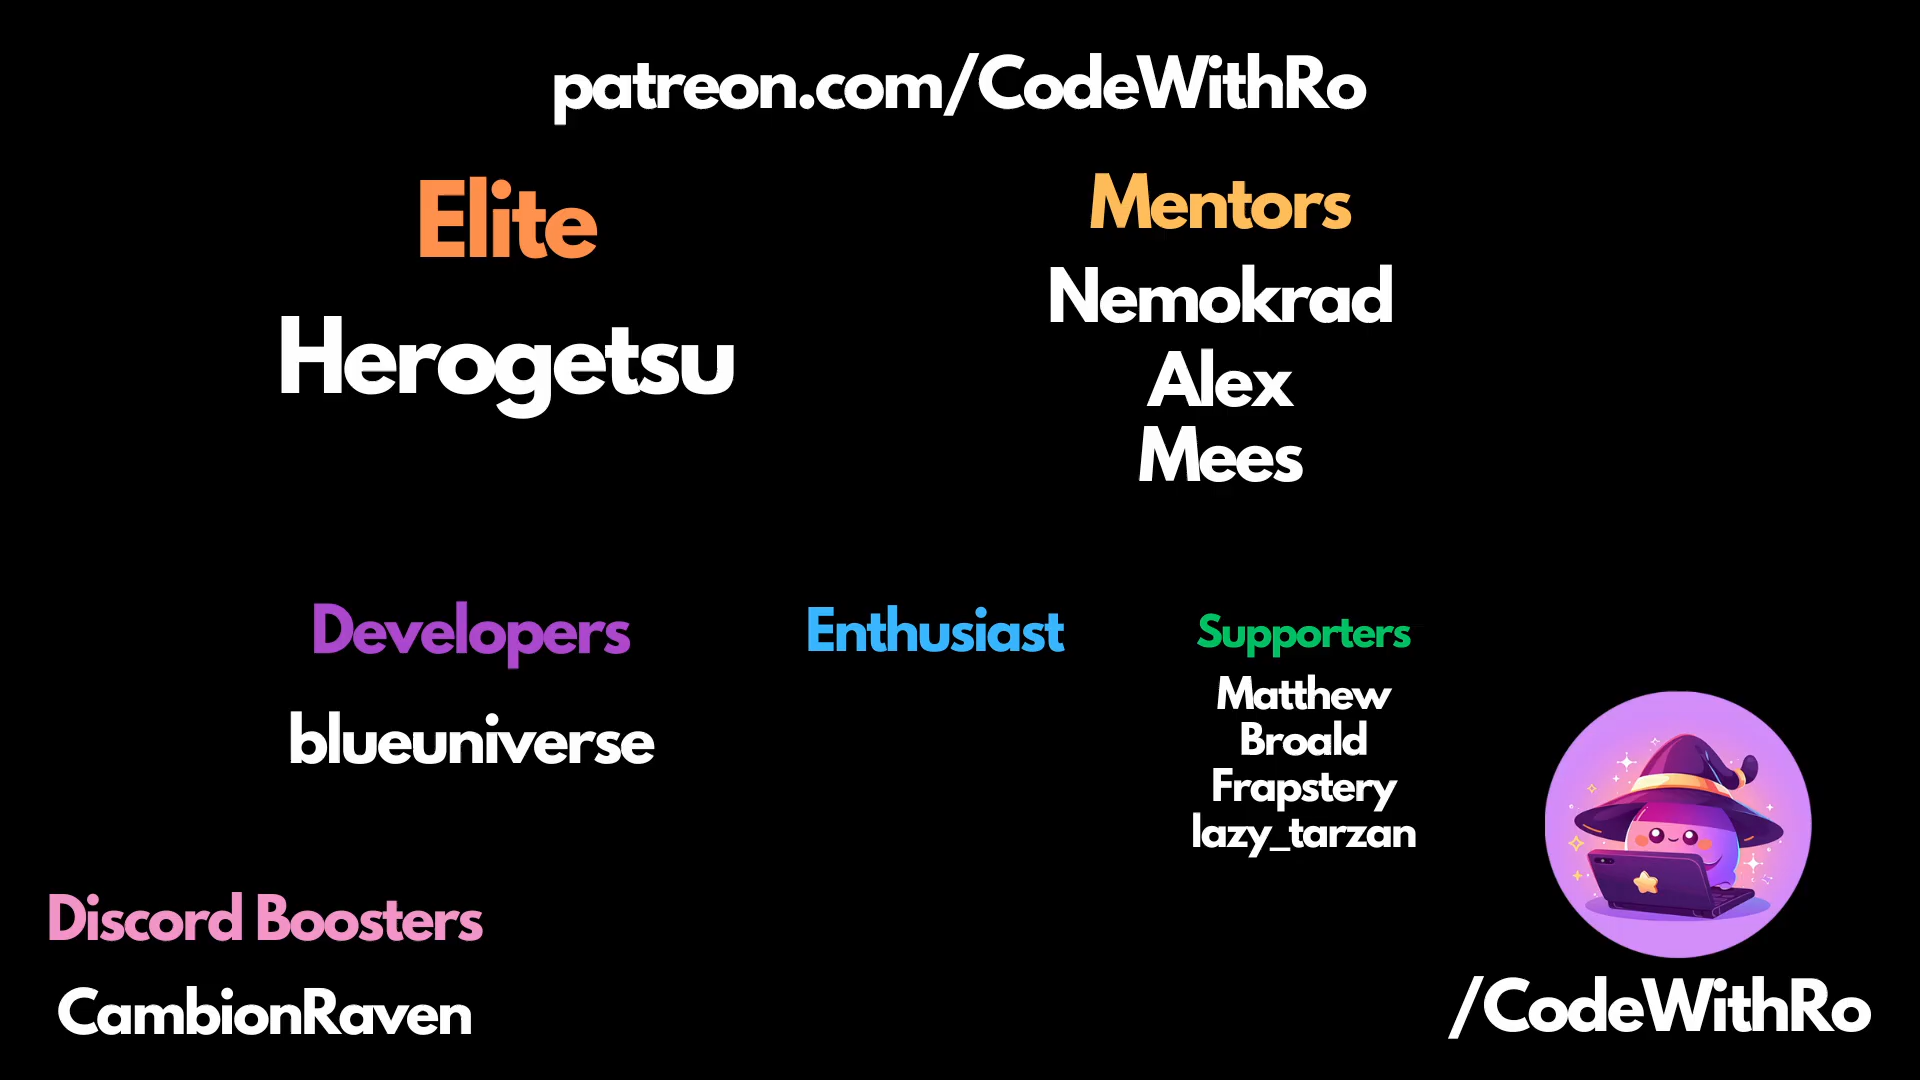 patreon.com/CodeWithRo
Elite
Herogetsu
Mentors
Nemokrad
Alex
Mees
Developers
blueuniverse
Enthusiast
Supporters
Matthew
Broald
Frapstery
lazy_tarzan
Discord Boosters
CambionRaven
/CodeWithRo